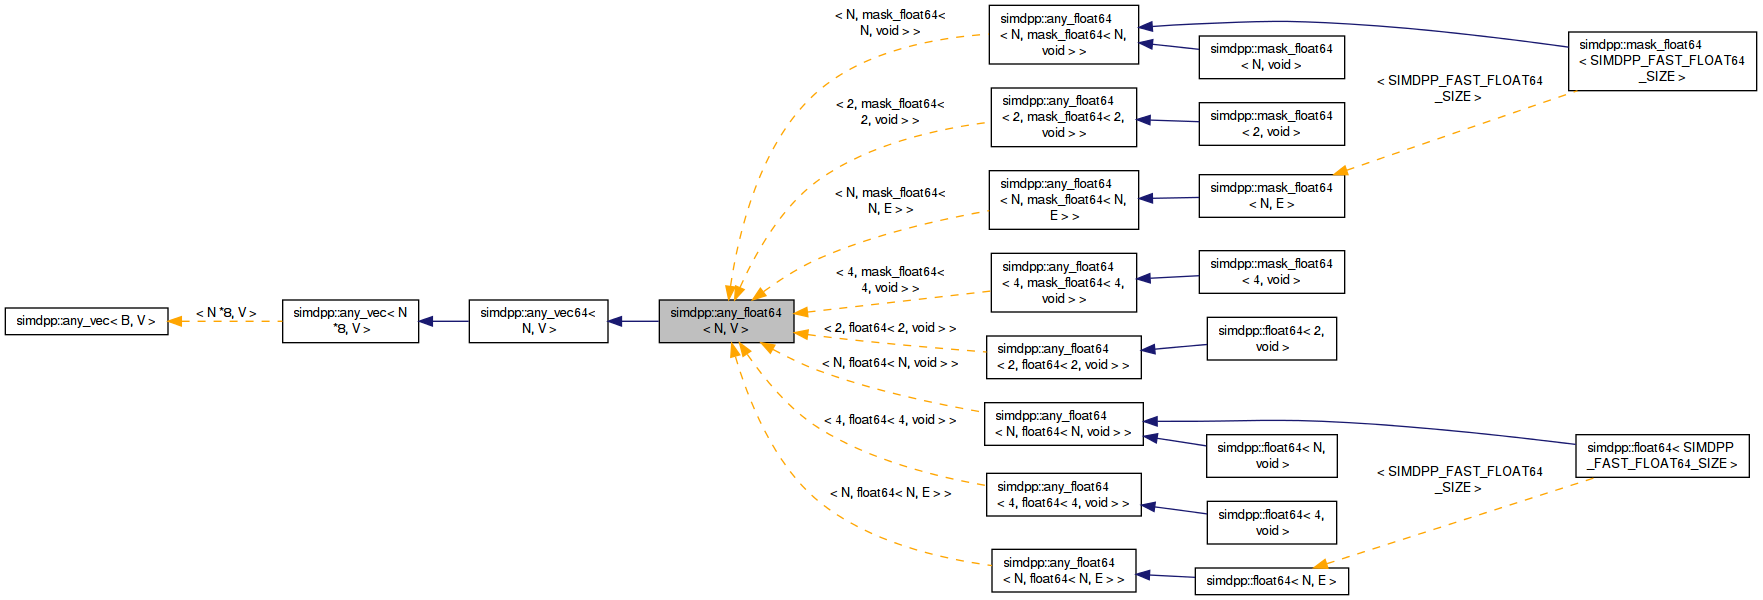 simdpp::any_vec< B, V >
< N *8, V >
simdpp::any_vec< N
*8, V >
simdpp::any_vec64<
N, V >
simdpp::any_float64
< N, V >
< N, mask_float64<
N, void > >
< 2, mask_float64<
2, void > >
< N, mask_float64<
N, E > >
< 4, mask_float64<
4, void > >
< 2, float64< 2, void > >
< N, float64< N, void > >
< 4, float64< 4, void > >
< N, float64< N, E > >
simdpp::any_float64
< N, mask_float64< N,
void > >
simdpp::any_float64
< 2, mask_float64< 2,
void > >
simdpp::any_float64
< N, mask_float64< N,
E > >
simdpp::any_float64
< 4, mask_float64< 4,
void > >
simdpp::any_float64
< 2, float64< 2, void > >
simdpp::any_float64
< N, float64< N, void > >
simdpp::any_float64
< 4, float64< 4, void > >
simdpp::any_float64
< N, float64< N, E > >
simdpp::mask_float64
< N, void >
simdpp::mask_float64
< 2, void >
simdpp::mask_float64
< N, E >
simdpp::mask_float64
< 4, void >
simdpp::float64< 2,
void >
simdpp::float64< N,
void >
simdpp::float64< 4,
void >
simdpp::float64< N, E >
< SIMDPP_FAST_FLOAT64
_SIZE >
< SIMDPP_FAST_FLOAT64
_SIZE >
simdpp::mask_float64
< SIMDPP_FAST_FLOAT64
_SIZE >
simdpp::float64< SIMDPP
_FAST_FLOAT64_SIZE >